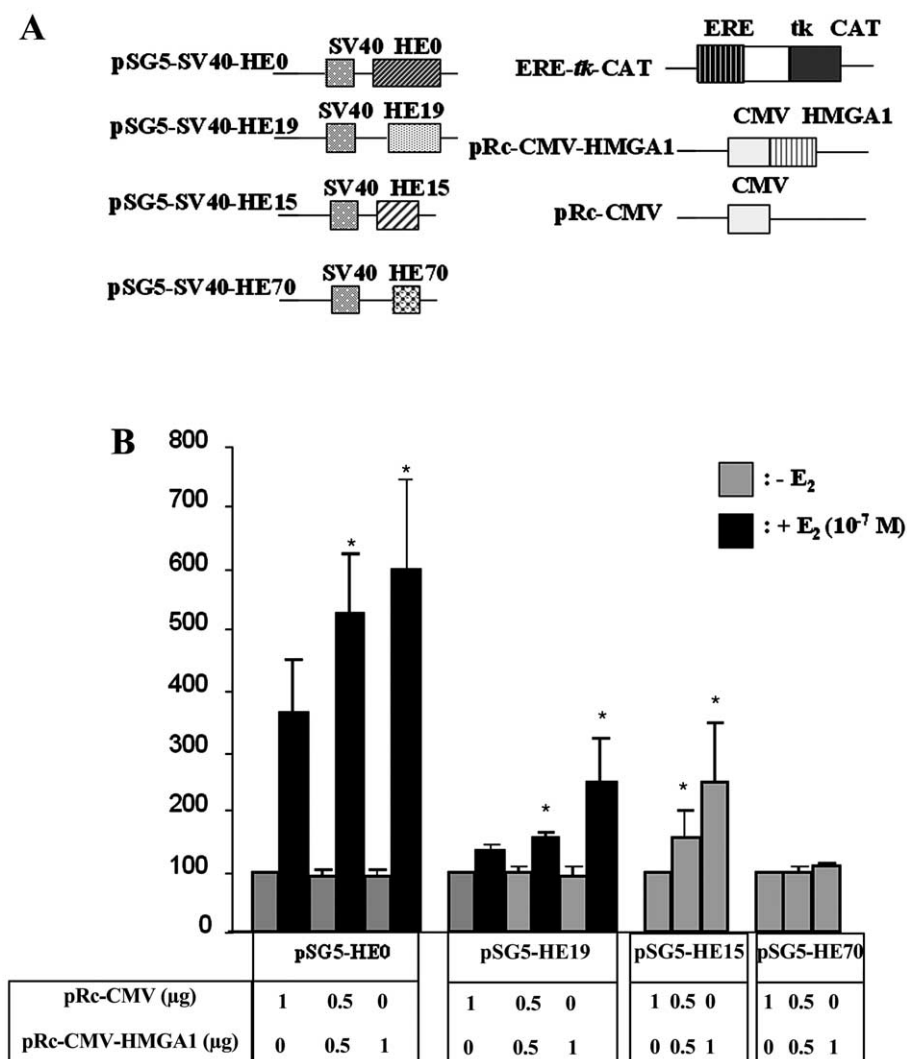 A
pSG5-SV40-HE0
SV40 HE0
pSG5-SV40-HE19
SV40 HE19
pSG5-SV40-HE15
SV40 HE15
pSG5-SV40-HE70
SV40 HE70
ERE tk CAT
ERE-tk-CAT
CMV HMGA1
pRc-CMV-HMGA1
CMV
pRc-CMV
B
800
700
600
500
400
300
200
100
0
* * * * * *
: - E₂
: + E₂ (10⁻⁷ M)
pSG5-HE0 pSG5-HE19 pSG5-HE15 pSG5-HE70
pRc-CMV (µg) 1 0.5 0 1 0.5 0 1 0.5 0 1 0.5 0
pRc-CMV-HMGA1 (µg) 0 0.5 1 0 0.5 1 0 0.5 1 0 0.5 1